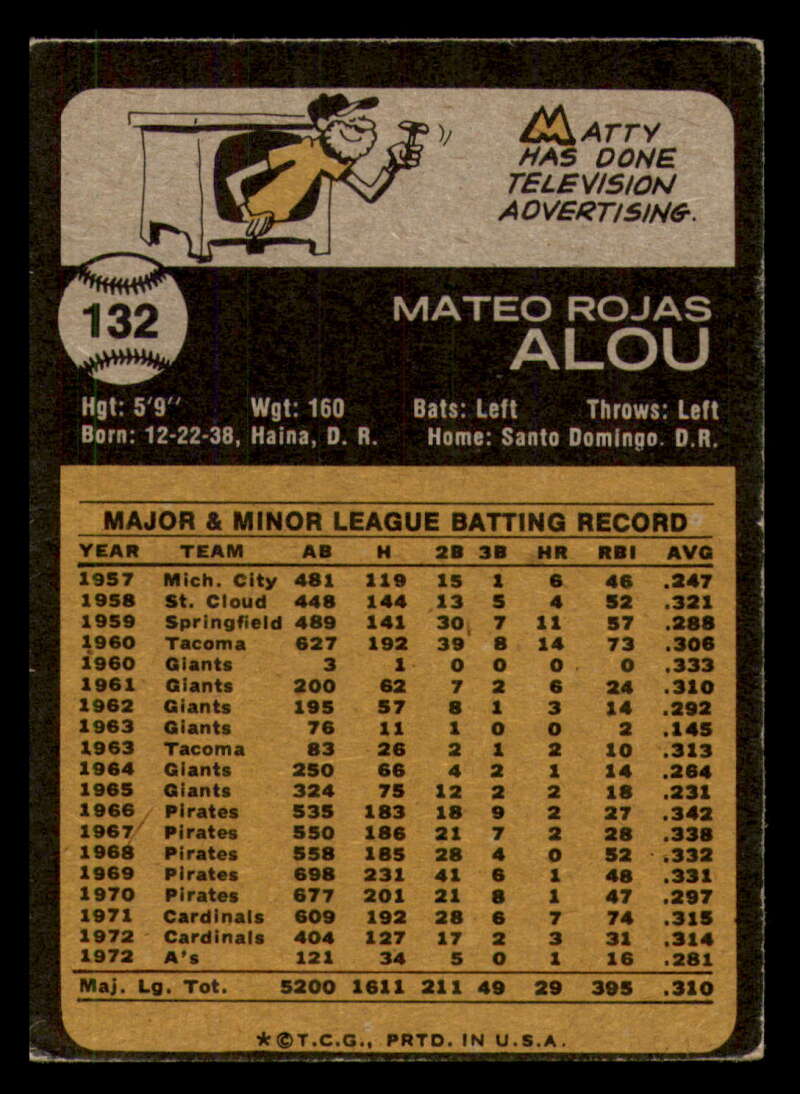 MATTY
HAS DONE
TELEVISION
ADVERTISING.
132
MATEO ROJAS
ALOU
Hgt: 5'9" Wgt: 160 Bats: Left Throws: Left
Born: 12-22-38, Haina, D. R. Home: Santo Domingo. D.R.
MAJOR & MINOR LEAGUE BATTING RECORD
YEAR TEAM AB H 2B 3B HR RBI AVG
1957 Mich. City 481 119 15 1 6 46 .247
1958 St. Cloud 448 144 13 5 4 52 .321
1959 Springfield 489 141 30 7 11 57 .288
1960 Tacoma 627 192 39 8 14 73 .306
1960 Giants 3 1 0 0 0 0 .333
1961 Giants 200 62 7 2 6 24 .310
1962 Giants 195 57 8 1 3 14 .292
1963 Giants 76 11 1 0 0 2 .145
1963 Tacoma 83 26 2 1 2 10 .313
1964 Giants 250 66 4 2 1 14 .264
1965 Giants 324 75 12 2 2 18 .231
1966 Pirates 535 183 18 9 2 27 .342
1967 Pirates 550 186 21 7 2 28 .338
1968 Pirates 558 185 28 4 0 52 .332
1969 Pirates 698 231 41 6 1 48 .331
1970 Pirates 677 201 21 8 1 47 .297
1971 Cardinals 609 192 28 6 7 74 .315
1972 Cardinals 404 127 17 2 3 31 .314
1972 A's 121 34 5 0 1 16 .281
Maj. Lg. Tot. 5200 1611 211 49 29 395 .310
*©T.C.G., PRTD. IN U.S.A.